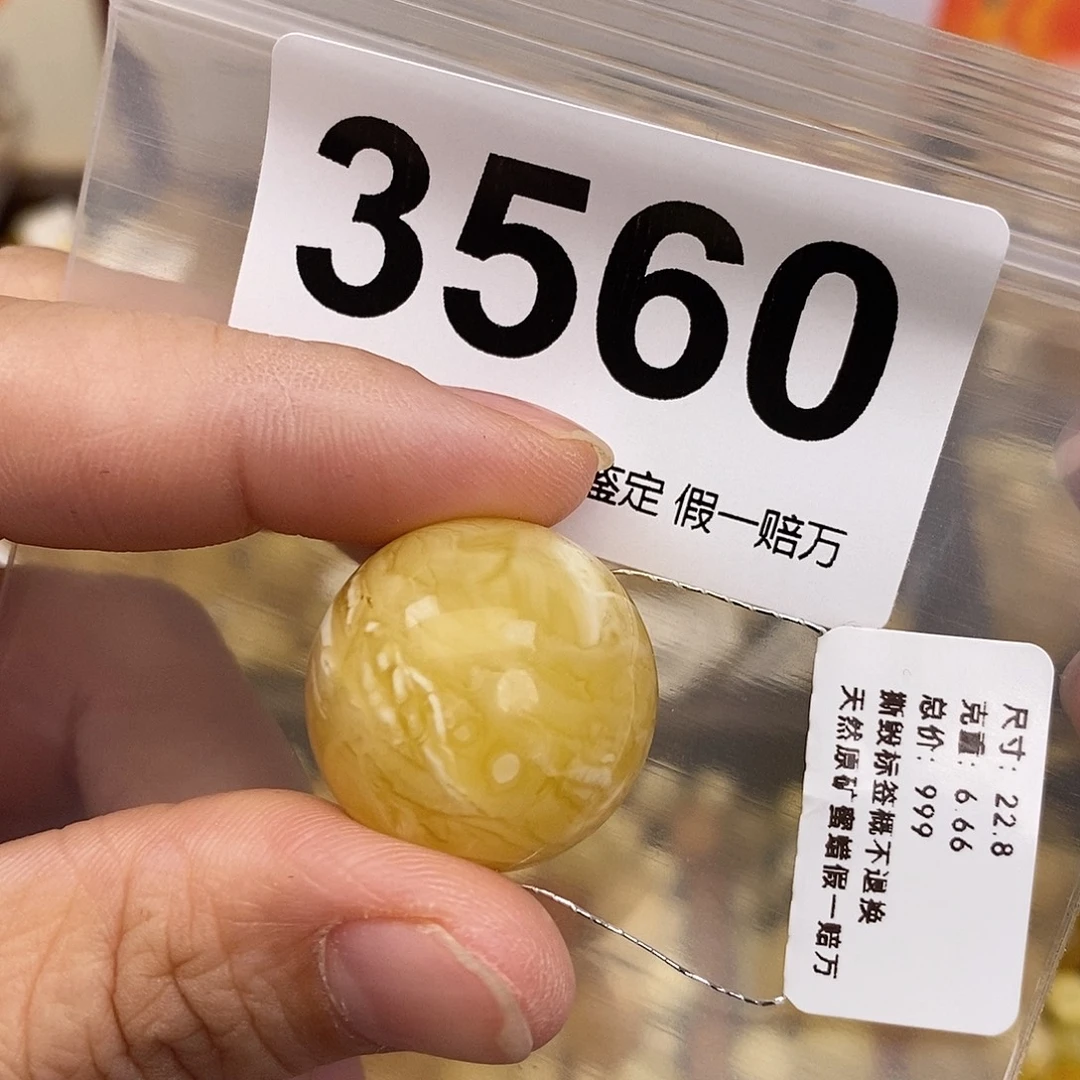 3560
鉴定 假一赔万
尺寸: 22.8
克重: 6.66
总价: 999
撕毁标签概不退换
天然原矿蜜蜡假一赔万